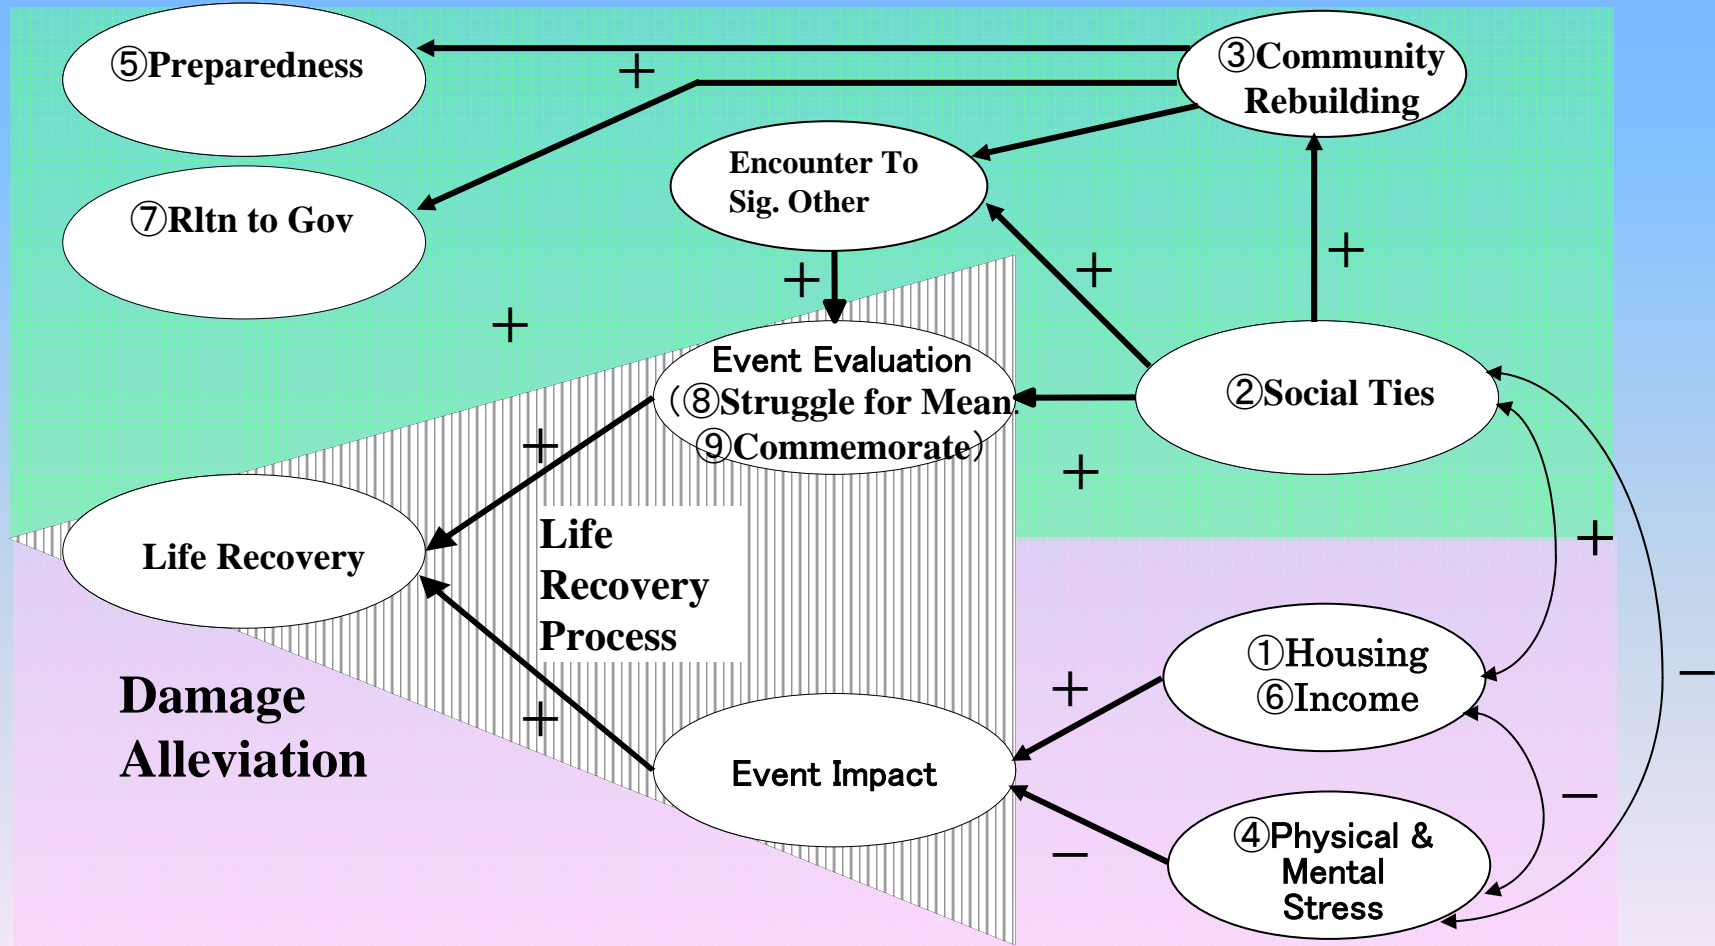 ⑤Preparedness
③Community
Rebuilding
+
Encounter To
Sig. Other
⑦Rltn to Gov
+
+
+
+
Event Evaluation
(⑧Struggle for Mean.
⑨Commemorate)
②Social Ties
+
+
Life Recovery
Life
Recovery
Process
+
①Housing
⑥Income
Damage
Alleviation
+
+
−
Event Impact
−
④Physical &
Mental
Stress
−